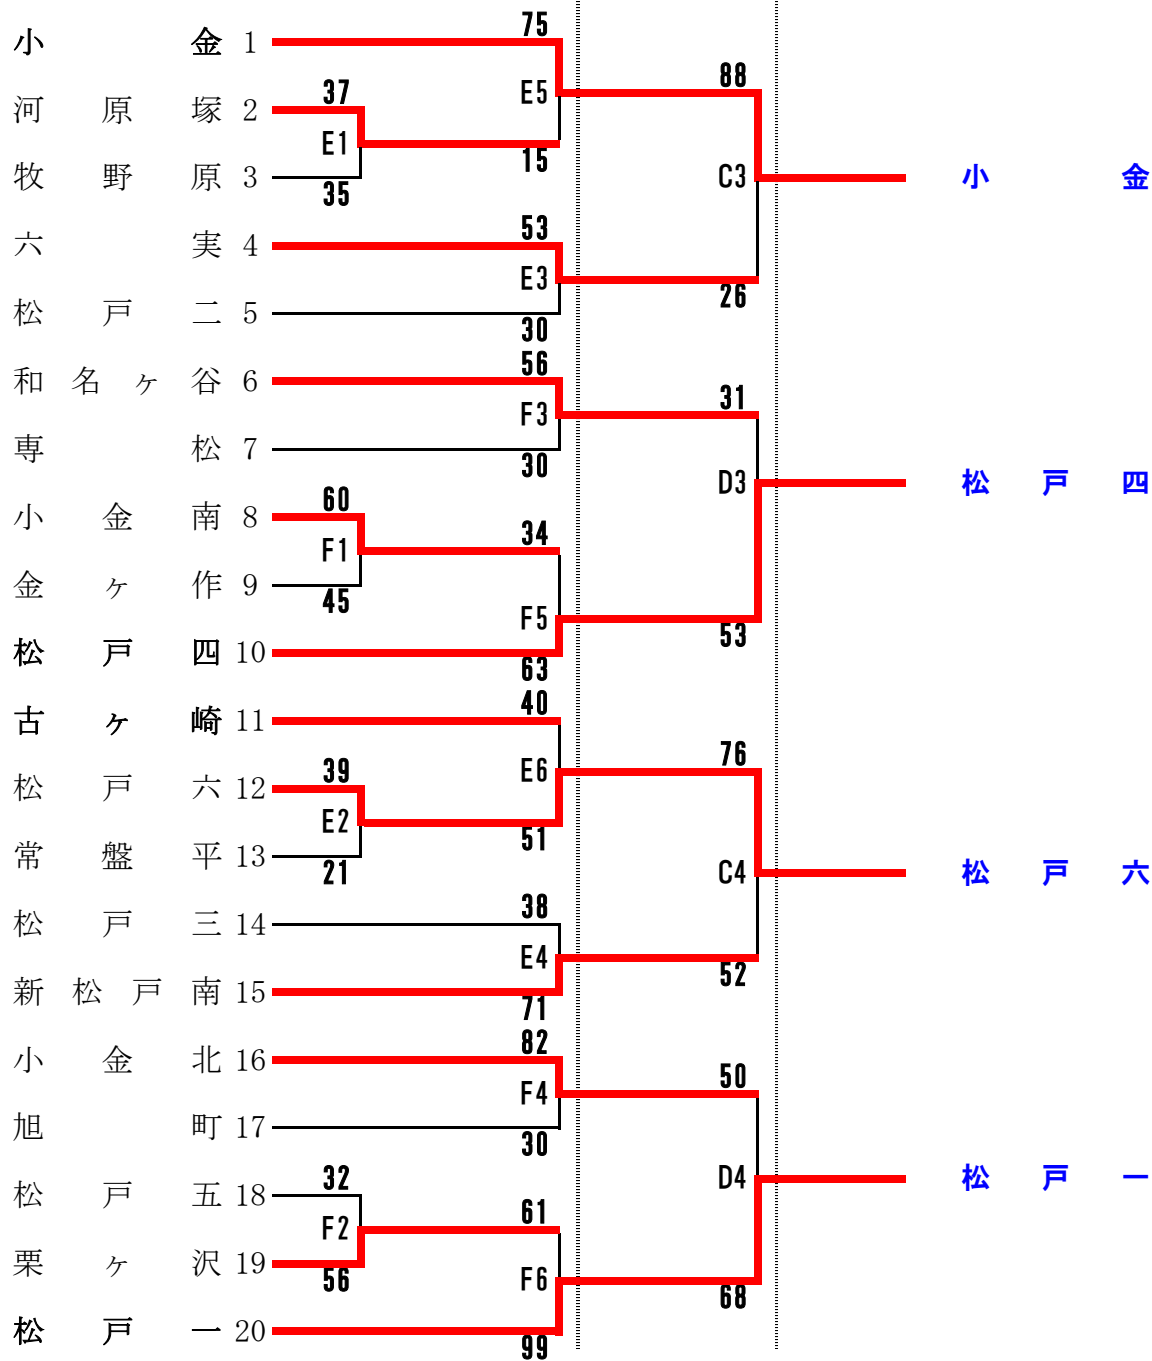 75
小金 1
88
37
E5
河原塚 2
E1
15
C3
小金
牧野原 3
35
53
六実 4
E3
26
松戸二 5
30
56
和名ヶ谷 6
31
F3
専松 7
30
D3
松戸四
60
小金南 8
34
F1
金ヶ作 9
45
F5
53
松戸四 10
63
40
古ヶ崎 11
76
39
E6
松戸六 12
E2
51
常盤平 13
21
C4
松戸六
38
松戸三 14
E4
52
新松戸南 15
71
82
小金北 16
50
F4
旭町 17
30
D4
松戸一
32
松戸五 18
61
F2
栗ヶ沢 19
56
F6
68
松戸一 20
99